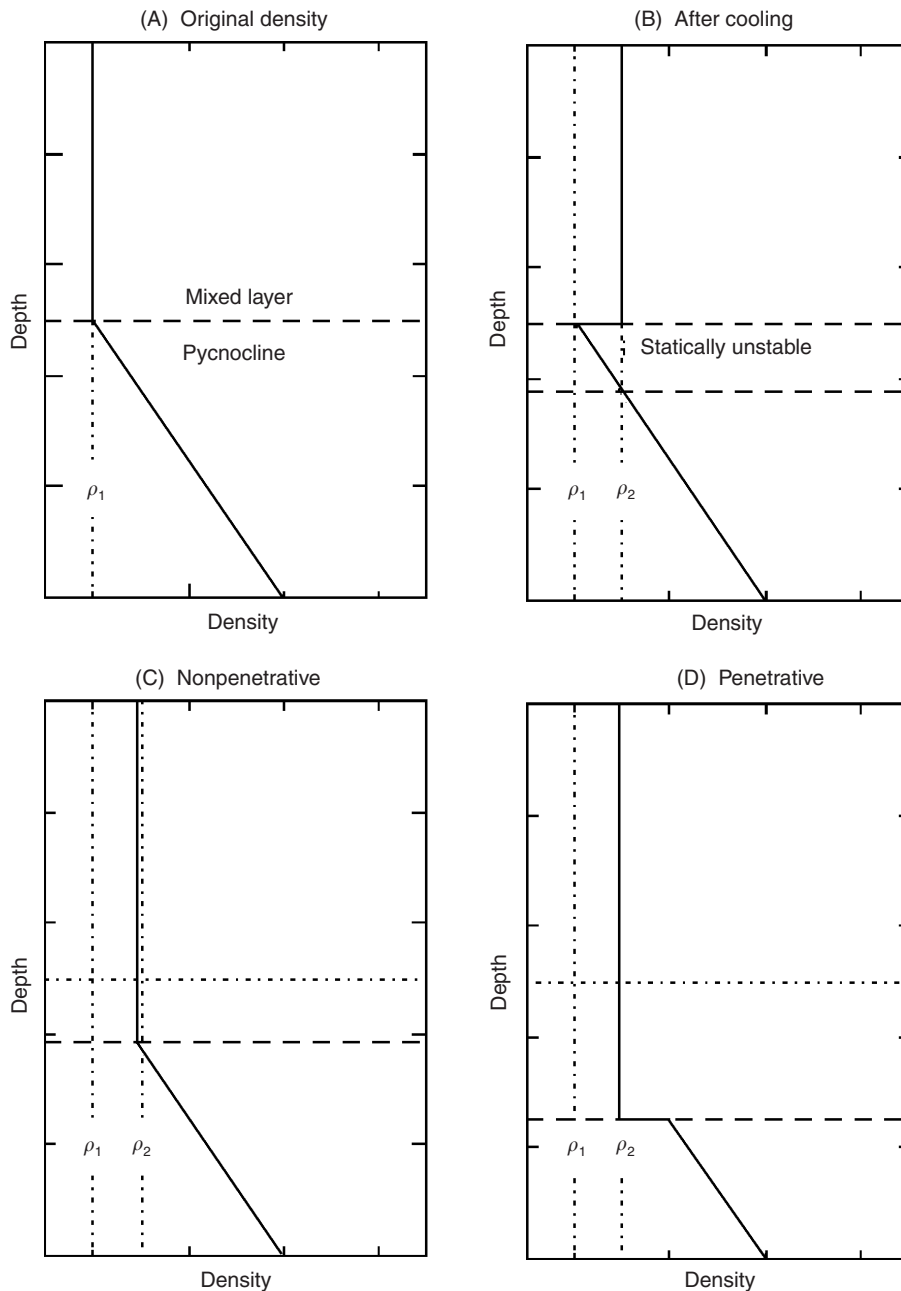 (A) Original density
Depth
Mixed layer
Pycnocline
ρ1
Density
(B) After cooling
Depth
Statically unstable
ρ1 ρ2
Density
(C) Nonpenetrative
Depth
ρ1 ρ2
Density
(D) Penetrative
Depth
ρ1 ρ2
Density